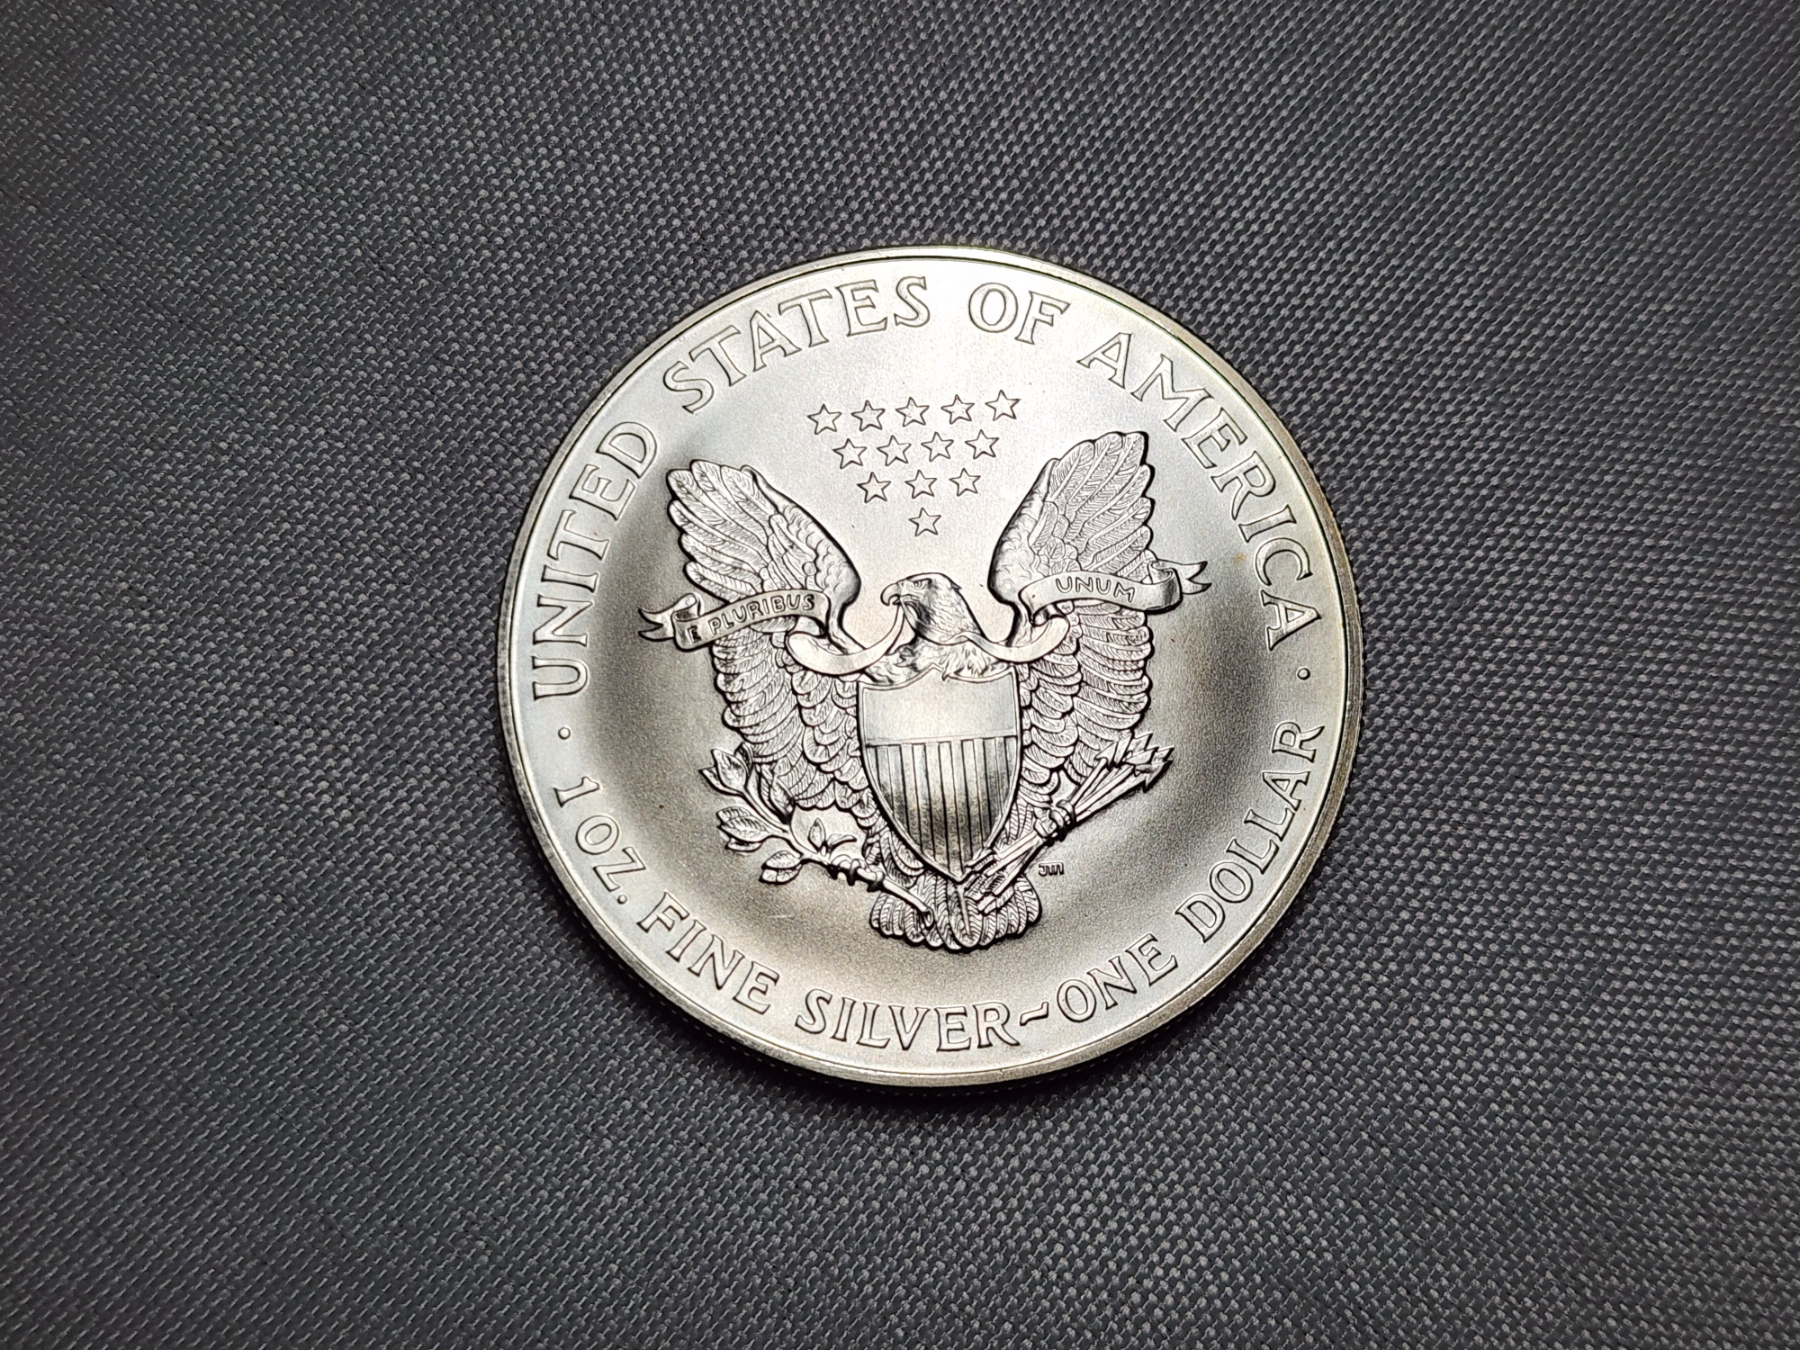 UNITED STATES OF AMERICA
E PLURIBUS UNUM
JM
· 1 OZ. FINE SILVER~ONE DOLLAR ·